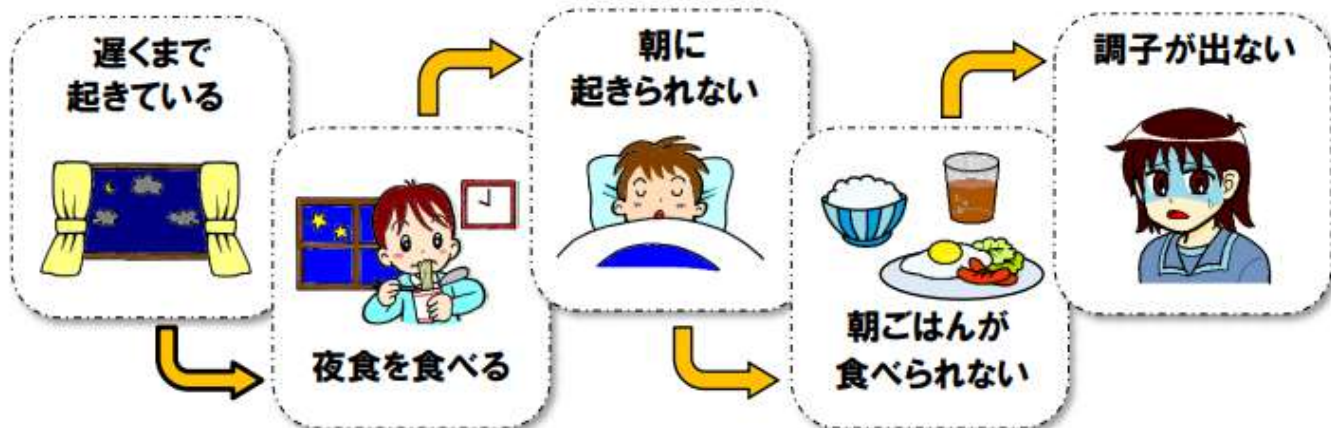 遅くまで
起きている
夜食を食べる
朝に
起きられない
朝ごはんが
食べられない
調子が出ない